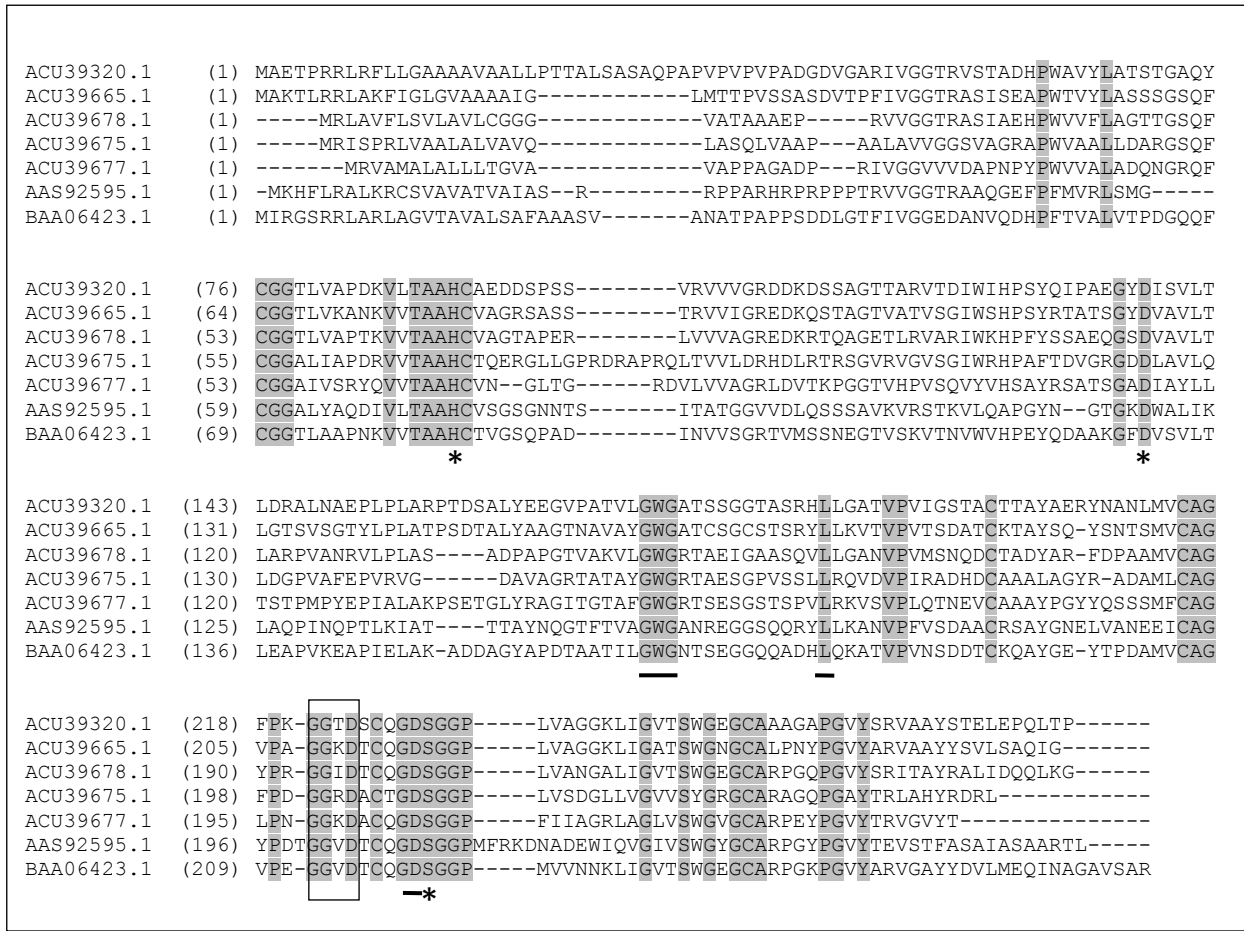 ACU39320.1 (1) MAETPRRLRFLLGAAAAVAALLPTTALSASAQPAPVPVPVPADGDVGARIVGGTRVSTADHPWAVYLATSTGAQY
ACU39665.1 (1) MAKTLRRLAKFIGLGVAAAAIG------------LMTTPVSSASDVTPFIVGGTRASISEAPWTVYLASSSGSQF
ACU39678.1 (1) -----MRLAVFLSVLAVLCGGG-------------VATAAAEP------RVVGGTRASIAEHPWVVFLAGTTGSQF
ACU39675.1 (1) ----MRISPRLVAALALVAVQ-------------LASQLVAAP----AALAVVGGSVAGRAPWVAALLDARGSQF
ACU39677.1 (1) -------MRVAMALALLLTGVA------------VAPPAGADP---RIVGGVVVDAPNPYPWVVALADQNGRQF
AAS92595.1 (1) -MKHFLRALKRCSVAVATVAIAS--R---------RPPARHRPRPPPTRVVGGTRAAQGEFPFMVRLSMG-----
BAA06423.1 (1) MIRGSRRLARLAGVTAVALSAFAAASV-------ANATPAPPSDDLGTFIVGGEDANVQDHPFTVALVTPDGQQF
ACU39320.1 (76) CGGTLVAPDKVLTAAHCAEDDSPSS--------VRVVVGRDDKDSSAGTTARVTDIWIHPSYQIPAEGYDISVLT
ACU39665.1 (64) CGGTLVKANKVVTAAHCVAGRSASS--------TRVVIGREDKQSTAGTVATVSGIWSHPSYRTATSGYDVAVLT
ACU39678.1 (53) CGGTLVAPTKVVTAAHCVAGTAPER--------LVVVAGREDKRTQAGETLRVARIWKHPFYSSAEQGSDVAVLT
ACU39675.1 (55) CGGALIAPDRVVTAAHCTQERGLLGPRDRAPRQLTVVLDRHDLRTRSGVRVGVSGIWRHPAFTDVGRGDDLAVLQ
ACU39677.1 (53) CGGAIVSRYQVVTAAHCVN--GLTG------RDVLVVAGRLDVTKPGGTVHPVSQVYVHSAYRSATSGADIAYLL
AAS92595.1 (59) CGGALYAQDIVLTAAHCVSGSGNNTS-------ITATGGVVDLQSSSAVKVRSTKVLQAPGYN--GTGKDWALIK
BAA06423.1 (69) CGGTLAAPNKVVTAAHCTVGSQPAD--------INVVSGRTVMSSNEGTVSKVTNVWVHPEYQDAAKGFDVSVLT
* *
ACU39320.1 (143) LDRALNAEPLPLARPTDSALYEEGVPATVLGWGATSSGGTASRHLLGATVPVIGSTACTTAYAERYNANLMVCAG
ACU39665.1 (131) LGTSVSGTYLPLATPSDTALYAAGTNAVAYGWGATCSGCSTSRYLLKVTVPVTSDATCKTAYSQ-YSNTSMVCAG
ACU39678.1 (120) LARPVANRVLPLAS----ADPAPGTVAKVLGWGRTAEIGAASQVLLGANVPVMSNQDCTADYAR-FDPAAMVCAG
ACU39675.1 (130) LDGPVAFEPVRVG------DAVAGRTATAYGWGRTAESGPVSSLLRQVDVPIRADHDCAAALAGYR-ADAMLCAG
ACU39677.1 (120) TSTPMPYEPIALAKPSETGLYRAGITGTAFGWGRTSESGSTSPVLRKVSVPLQTNEVCAAAYPGYYQSSSMFCAG
AAS92595.1 (125) LAQPINQPTLKIAT----TTAYNQGTFTVAGWGANREGGSQQRYLLKANVPFVSDAACRSAYGNELVANEEICAG
BAA06423.1 (136) LEAPVKEAPIELAK-ADDAGYAPDTAATILGWGNTSEGGQQADHLQKATVPVNSDDTCKQAYGEY-TPDAMVCAG
ACU39320.1 (218) FPK-GGTDSCQGDSGGP-----LVAGGKLIGVTSWGEGCAAAGAPGVYSRVAAYSTELEPQLTP------
ACU39665.1 (205) VPA-GGKDTCQGDSGGP-----LVAGGKLIGATSWGNGCALPNYPGVYARVAAYYSVLSAQIG-------
ACU39678.1 (190) YPR-GGIDTCQGDSGGP-----LVANGALIGVTSWGEGCARPGQPGVYSRITAYRALIDQQLKG------
ACU39675.1 (198) FPD-GGRDACTGDSGGP-----LVSDGLLVGVVSYGRGCARAGQPGAYTRLAHYRDRL------------
ACU39677.1 (195) LPN-GGKDACQGDSGGP-----FIIAGRLAGLVSWGVGCARPEYPGVYTRVGVYT---------------
AAS92595.1 (196) YPDTGGVDTCQGDSGGPMFRKDNADEWIQVGIVSWGYGCARPGYPGVYTEVSTFASAIASAARTL-----
BAA06423.1 (209) VPE-GGVDTCQGDSGGP-----MVVNNKLIGVTSWGEGCARPGKPGVYARVGAYYDVLMEQINAGAVSAR
*